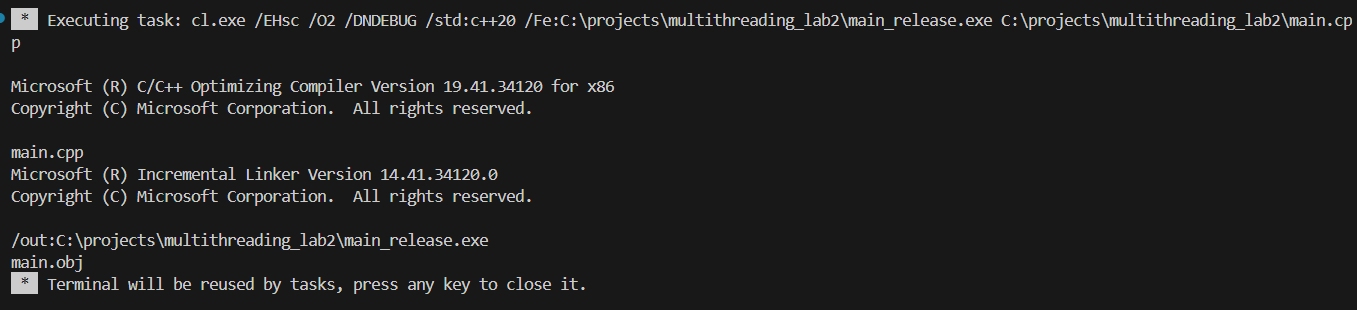 * Executing task: cl.exe /EHsc /O2 /DNDEBUG /std:c++20 /Fe:C:\projects\multithreading_lab2\main_release.exe C:\projects\multithreading_lab2\main.cp
p
Microsoft (R) C/C++ Optimizing Compiler Version 19.41.34120 for x86
Copyright (C) Microsoft Corporation.  All rights reserved.
main.cpp
Microsoft (R) Incremental Linker Version 14.41.34120.0
Copyright (C) Microsoft Corporation.  All rights reserved.
/out:C:\projects\multithreading_lab2\main_release.exe
main.obj
* Terminal will be reused by tasks, press any key to close it.